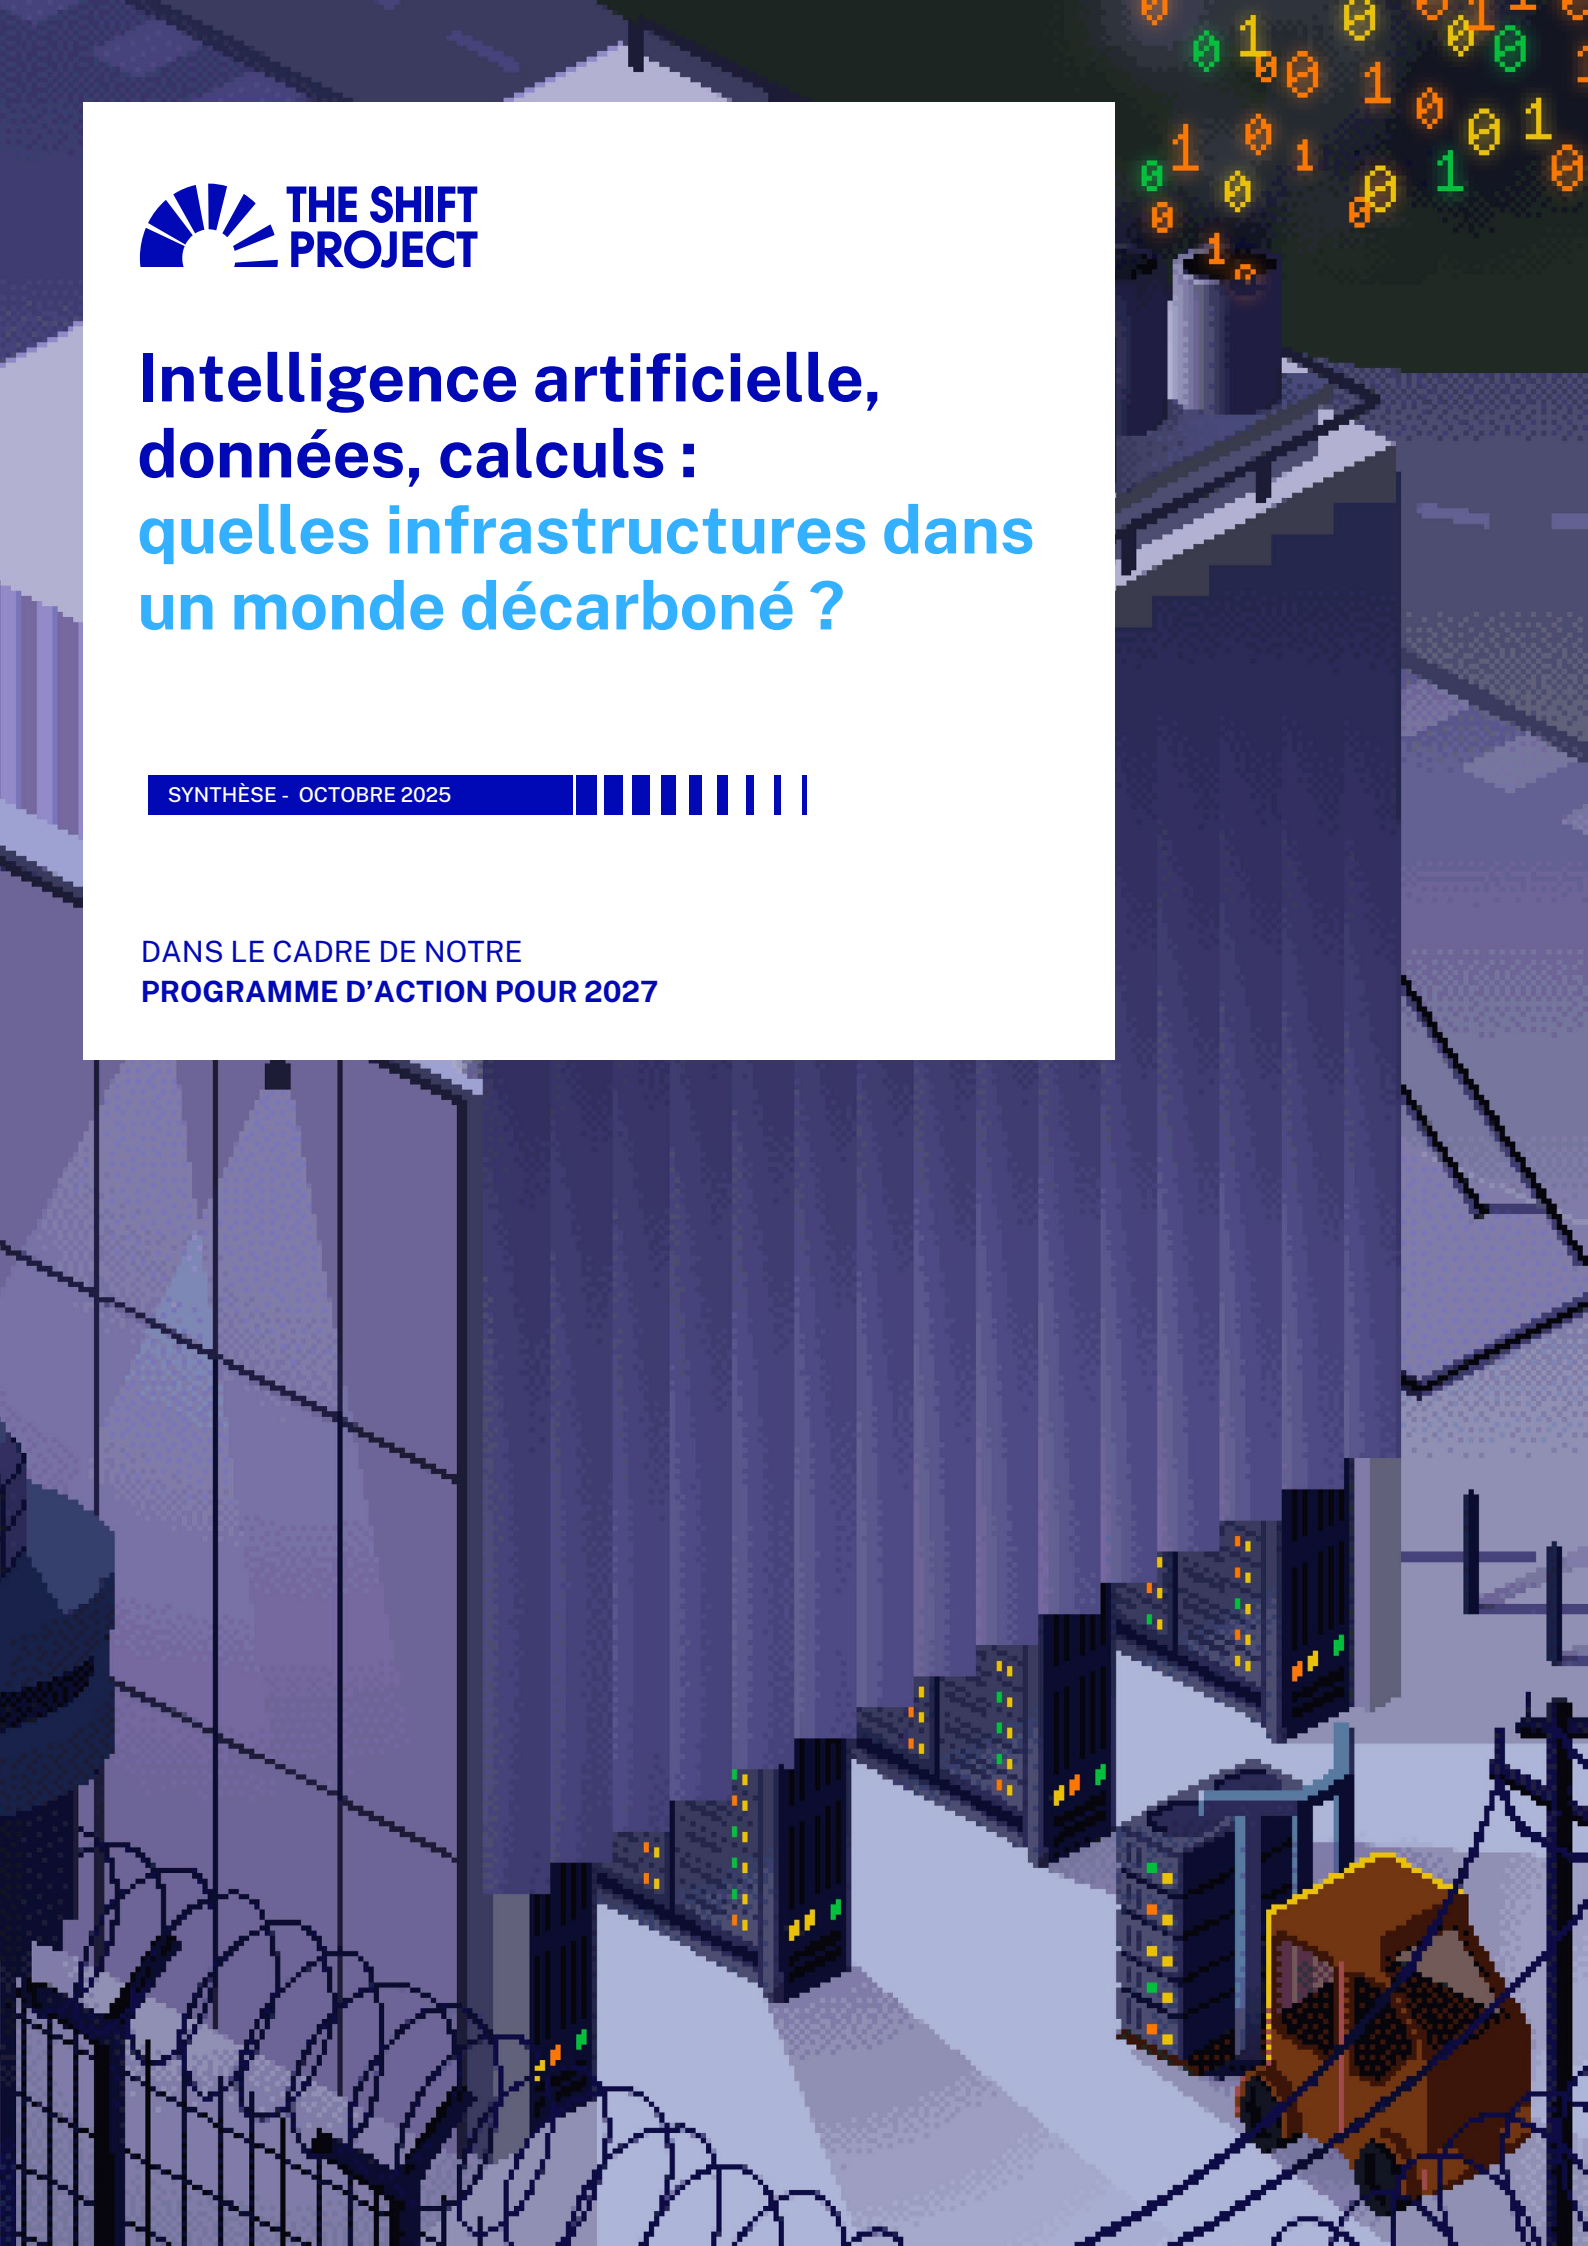 THE SHIFT
PROJECT
Intelligence artificielle,
données, calculs :
quelles infrastructures dans
un monde décarboné ?
SYNTHÈSE - OCTOBRE 2025
DANS LE CADRE DE NOTRE
PROGRAMME D’ACTION POUR 2027